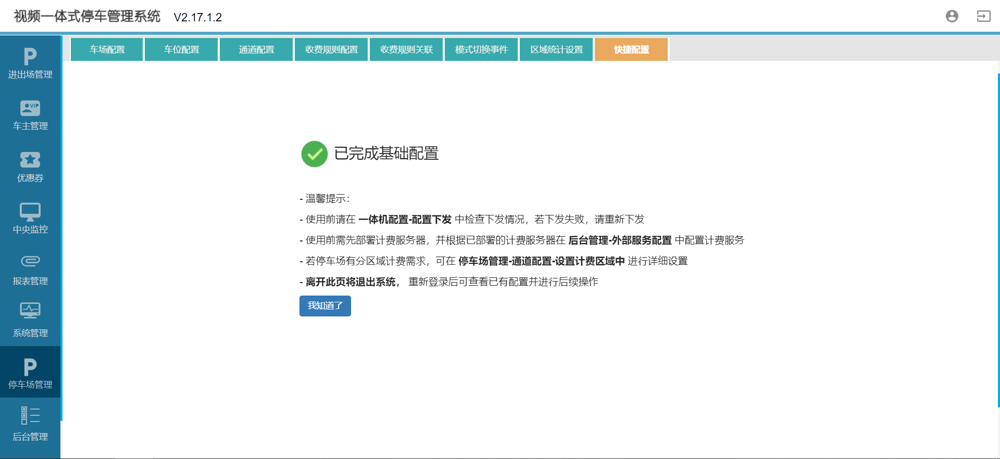 视频一体式停车管理系统 V2.17.1.2
车场配置 车位配置 通道配置 收费规则配置 收费规则关联 模式切换事件 区域统计设置 快捷配置
P
进出场管理
VIP
车主管理
优惠券
中央监控
报表管理
系统管理
P
停车场管理
后台管理
已完成基础配置
- 温馨提示：
- 使用前请在 一体机配置-配置下发 中检查下发情况，若下发失败，请重新下发
- 使用前需先部署计费服务器，并根据已部署的计费服务器在 后台管理-外部服务配置 中配置计费服务
- 若停车场有分区域计费需求，可在 停车场管理-通道配置-设置计费区域中 进行详细设置
- 离开此页将退出系统， 重新登录后可查看已有配置并进行后续操作
我知道了